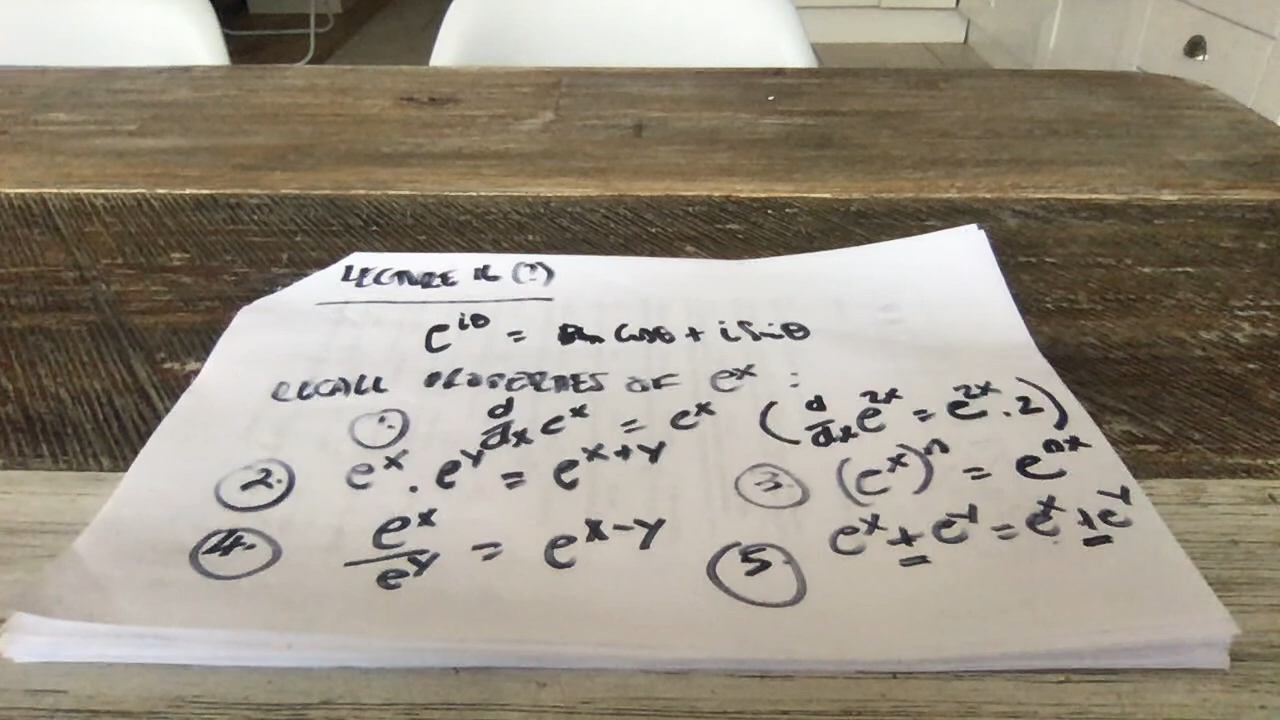 LECTURE 16 (?)
e^{iθ} = cosθ + i sinθ
RECALL PROPERTIES OF e^x :
1. d/dx e^x = e^x (d/dx e^{2x} = e^{2x} . 2)
2. e^x . e^y = e^{x+y} 3. (e^x)^n = e^{nx}
4. e^x/e^y = e^{x-y} 5. e^x ± e^y = e^x ± e^y